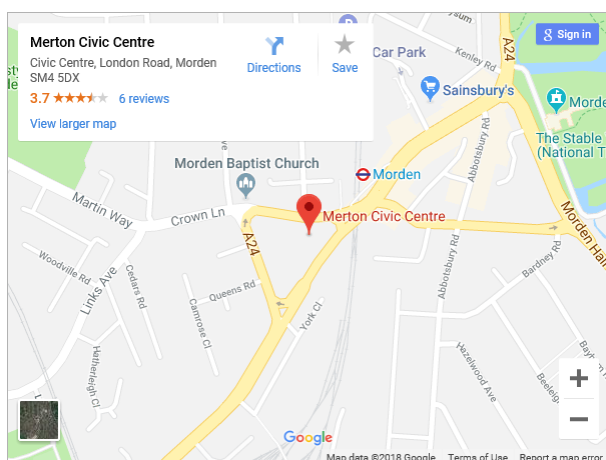 Merton Civic Centre
Civic Centre, London Road, Morden
SM4 5DX
3.7
6 reviews
View larger map
Directions
Save
Sign in
A24
Kenley Rd
Car Park
Sainsbury's
The Stable
(National T
Abbotsbury Rd
Morden Baptist Church
Morden
Martin Way
Crown Ln
Merton Civic Centre
Morden Hall
A24
Woodville Rd
Links Ave
Cedars Rd
Queens Rd
Camrose Cl
York Cl
Abbotsbury Rd
Bardney Rd
Hatherleigh Cl
Hazelwood Ave
Google
Map data ©2018 Google
Terms of Use
Report a map error